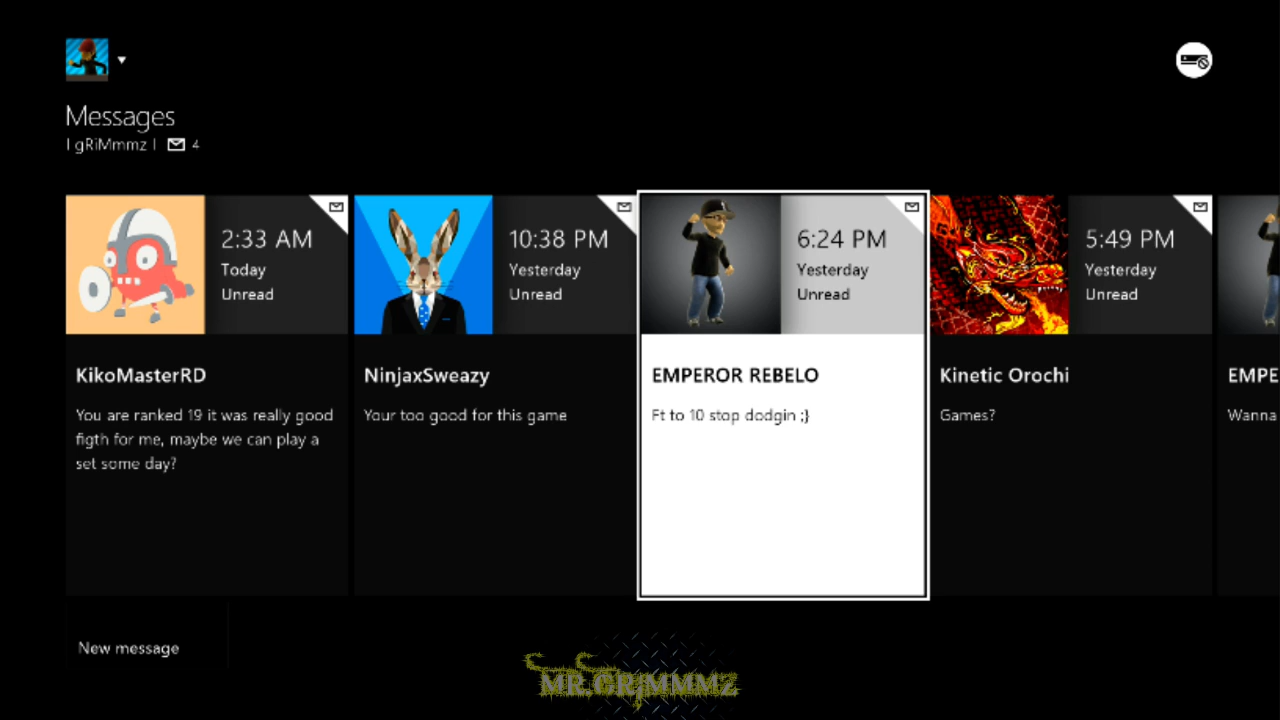 Messages
I gRiMmmz I 4
2:33 AM
Today
Unread
KikoMasterRD
You are ranked 19 it was really good
figth for me, maybe we can play a
set some day?
10:38 PM
Yesterday
Unread
NinjaxSweazy
Your too good for this game
6:24 PM
Yesterday
Unread
EMPEROR REBELO
Ft to 10 stop dodgin ;}
5:49 PM
Yesterday
Unread
Kinetic Orochi
Games?
EMPE
Wanna
New message
MR.GRiMMMZ